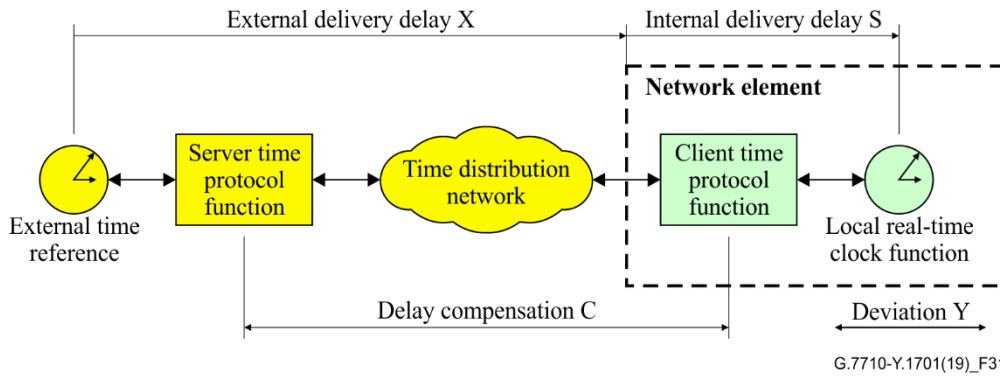 External delivery delay X
Internal delivery delay S
Network element
Server time
protocol
function
Time distribution
network
Client time
protocol
function
External time
reference
Local real-time
clock function
Delay compensation C
Deviation Y
G.7710-Y.1701(19)_F31